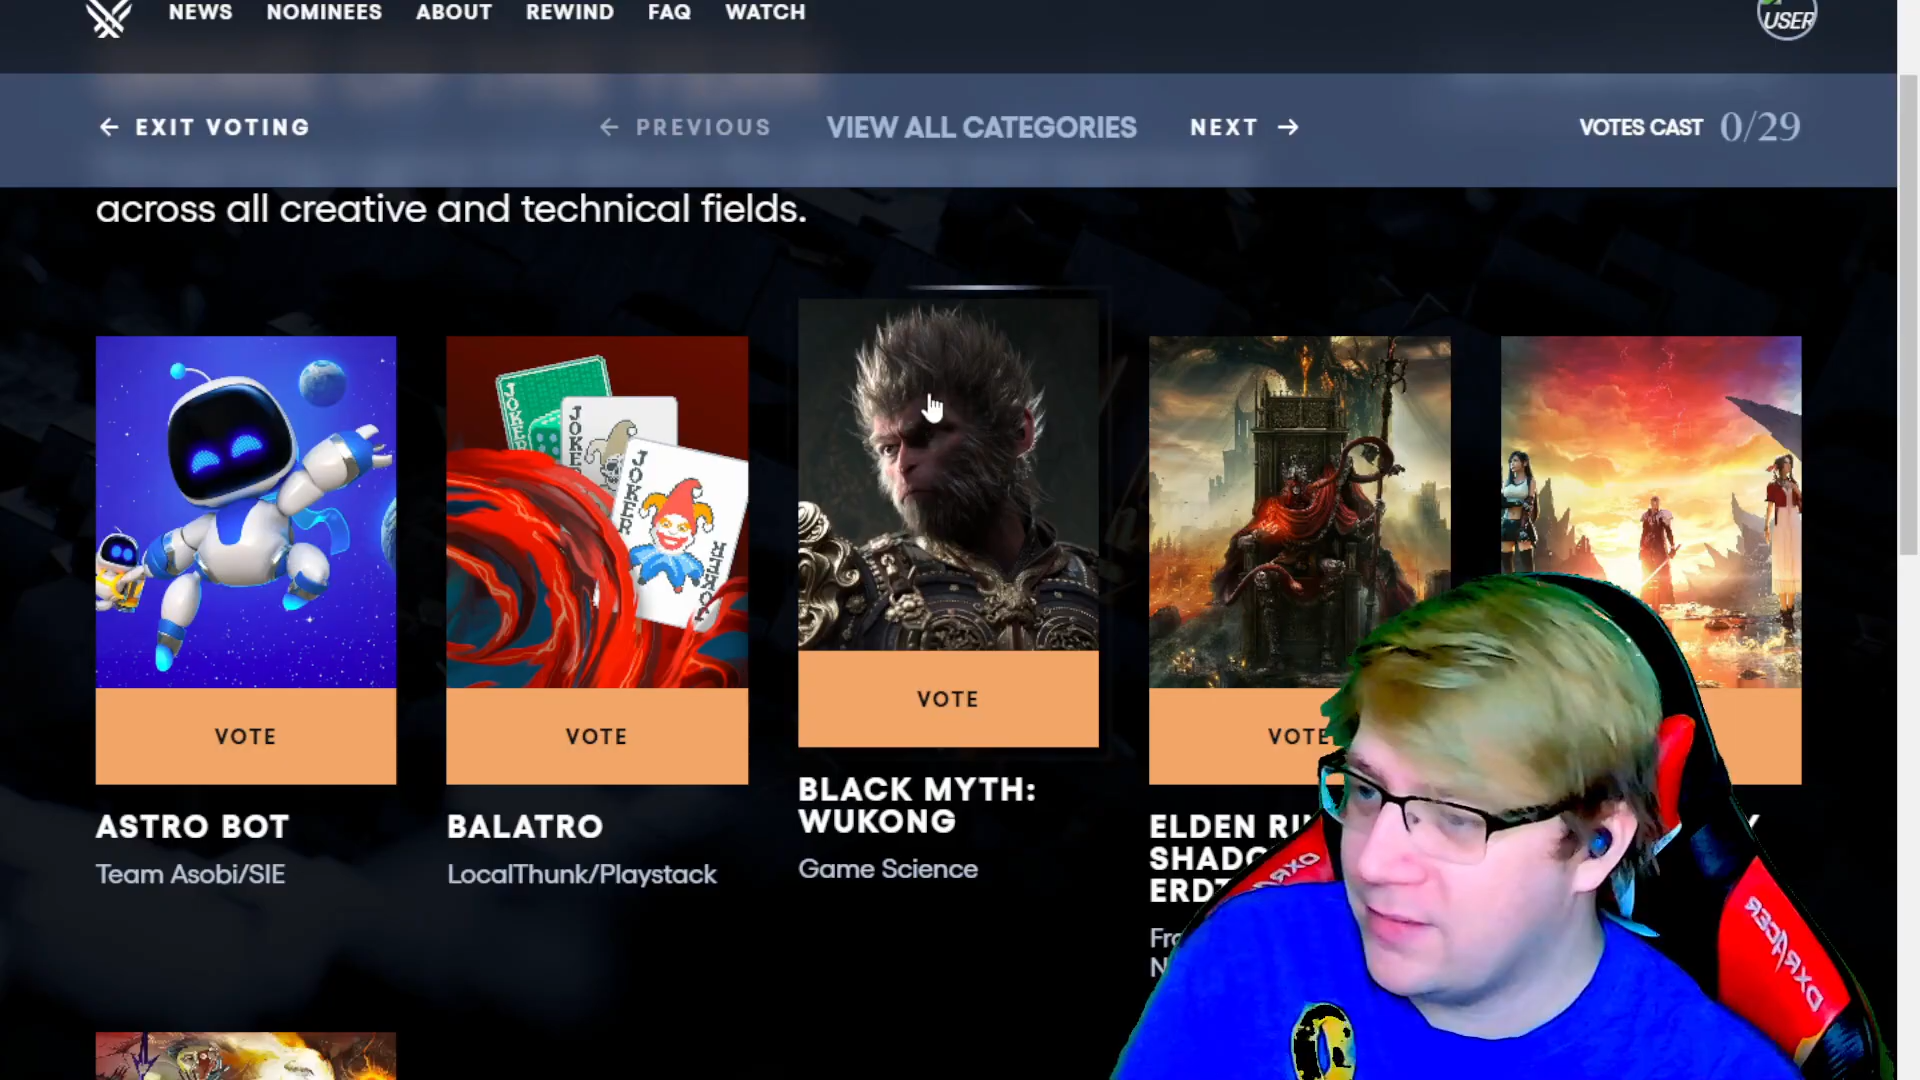 NEWS NOMINEES ABOUT REWIND FAQ WATCH USER
← EXIT VOTING ← PREVIOUS VIEW ALL CATEGORIES NEXT → VOTES CAST 0/29
across all creative and technical fields.
JOKER
JOKER
JOKER
JOKER
VOTE
VOTE
VOTE
VOTE
ASTRO BOT
Team Asobi/SIE
BALATRO
LocalThunk/Playstack
BLACK MYTH:
WUKONG
Game Science
ELDEN
DXRACER